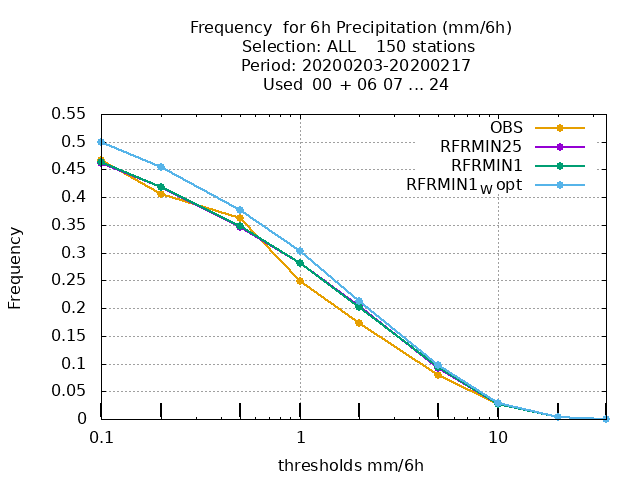 Frequency  for 6h Precipitation (mm/6h)
Selection: ALL    150 stations
Period: 20200203-20200217
Used  00 + 06 07 ... 24
0.55
0.5
0.45
0.4
0.35
0.3
0.25
0.2
0.15
0.1
0.05
0
Frequency
OBS
RFRMIN25
RFRMIN1
RFRMIN1W opt
0.1
1
10
thresholds mm/6h